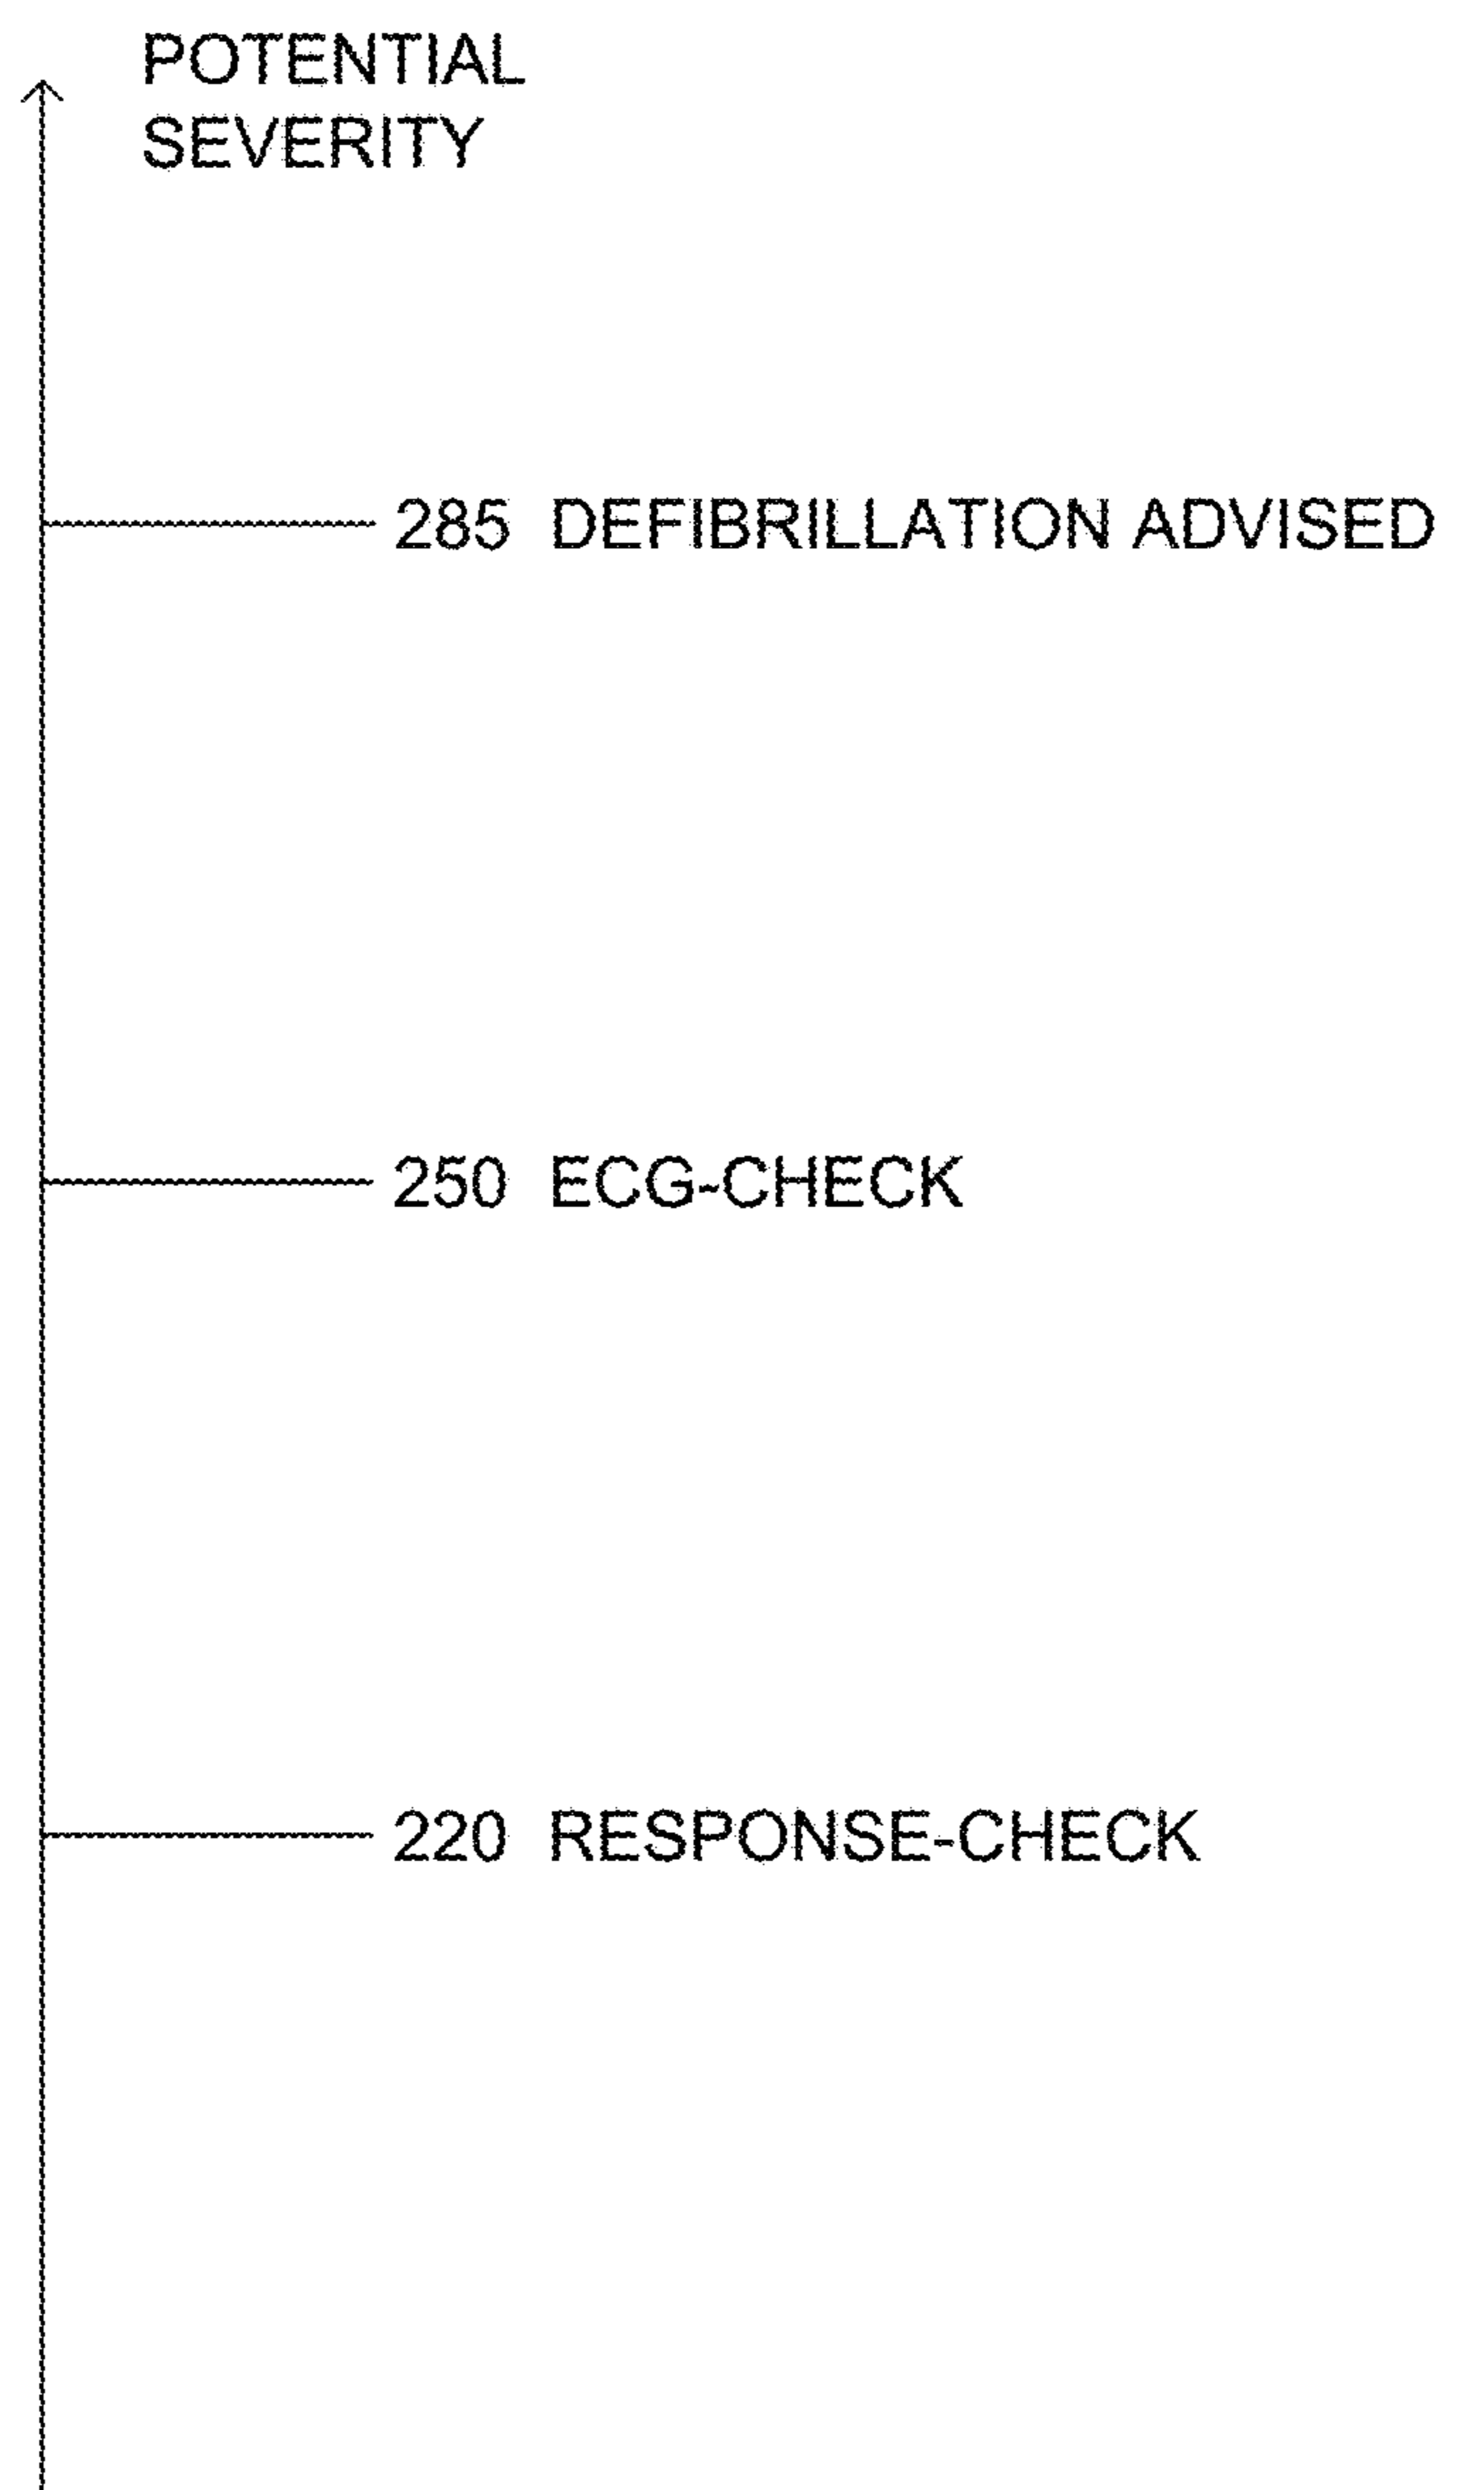 POTENTIAL
SEVERITY
285 DEFIBRILLATION ADVISED
250 ECG-CHECK
220 RESPONSE-CHECK